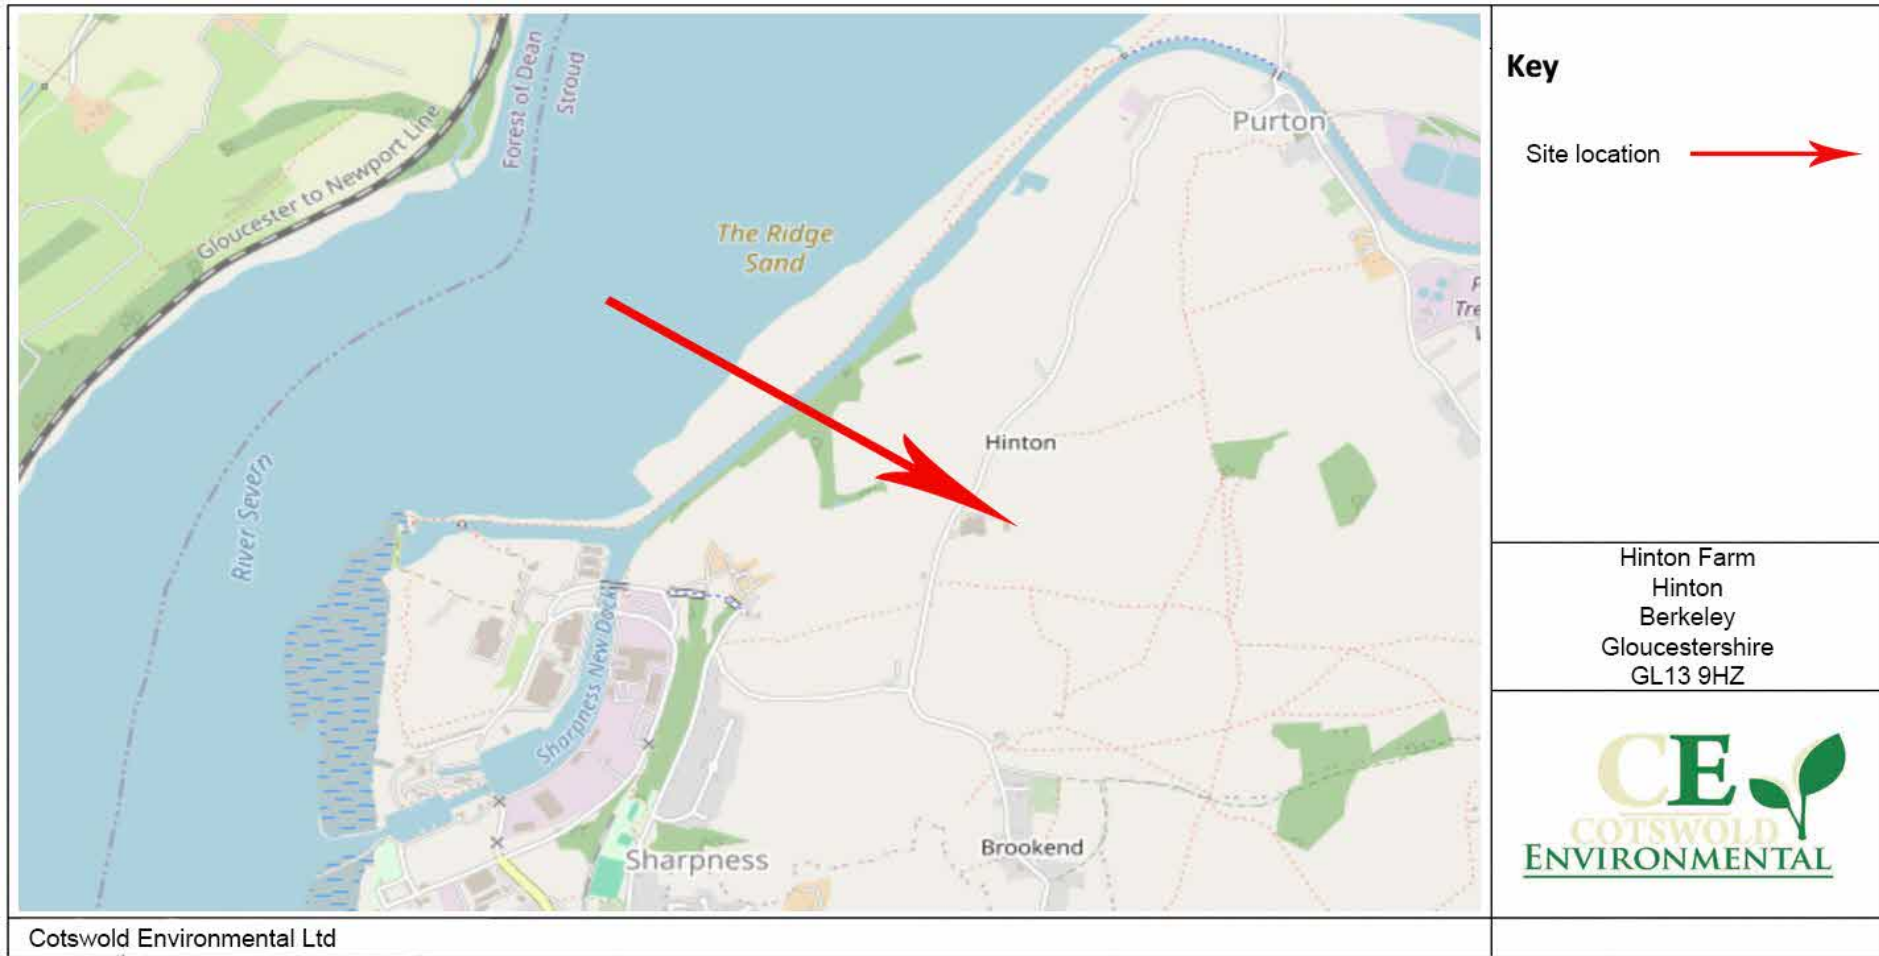 Forest of Dean
Stroud
Gloucester to Newport Line
The Ridge
Sand
Purton
Hinton
River Severn
Sharpness New Dock
Sharpness
Brookend
Tre
Key
Site location
Hinton Farm
Hinton
Berkeley
Gloucestershire
GL13 9HZ
CE
COTSWOLD
ENVIRONMENTAL
Cotswold Environmental Ltd